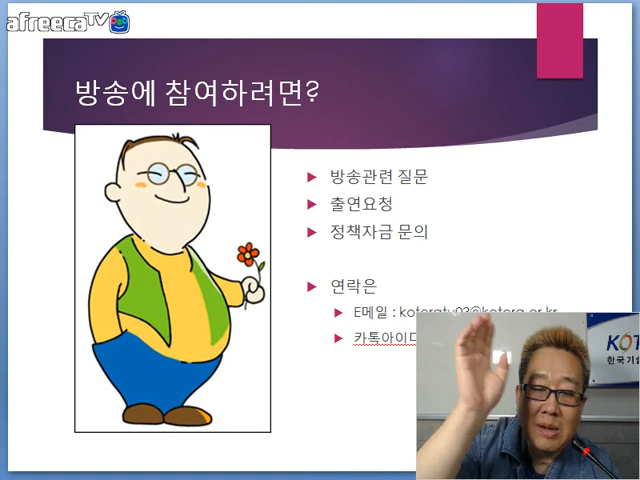 afreecaTV
방송에 참여하려면?
방송관련 질문
출연요청
정책자금 문의
연락은
E메일 : koteratv03@kotera.or.kr
카톡아이디
한국기술